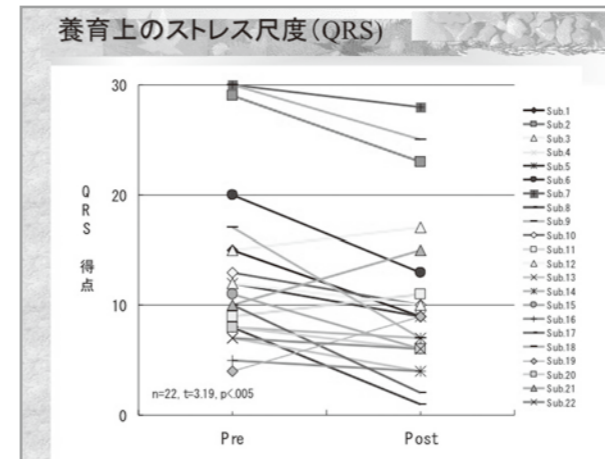 養育上のストレス尺度(QRS)
30
20
10
0
QRS 得点
n=22, t=3.19, p<.005
Pre
Post
Sub.1
Sub.2
Sub.3
Sub.4
Sub.5
Sub.6
Sub.7
Sub.8
Sub.9
Sub.10
Sub.11
Sub.12
Sub.13
Sub.14
Sub.15
Sub.16
Sub.17
Sub.18
Sub.19
Sub.20
Sub.21
Sub.22